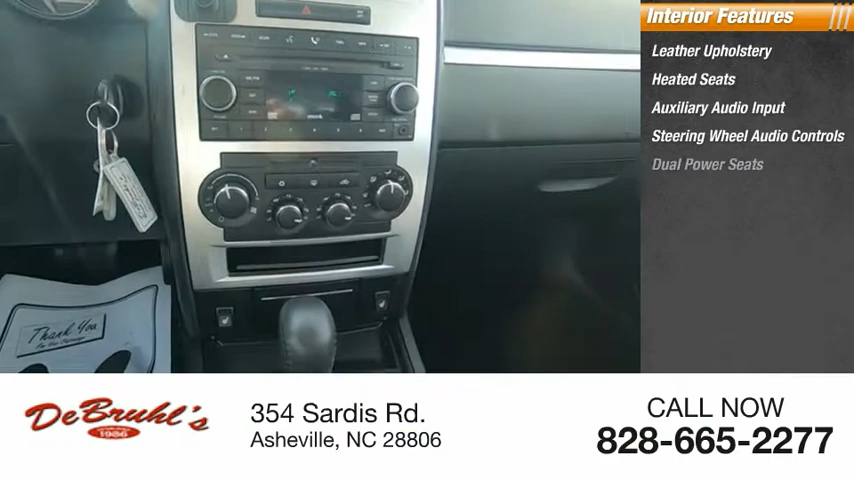 Interior Features
Leather Upholstery
Heated Seats
Auxiliary Audio Input
Steering Wheel Audio Controls
Dual Power Seats
Thank You
DeBruhl's
1986
354 Sardis Rd.
Asheville, NC 28806
CALL NOW
828-665-2277